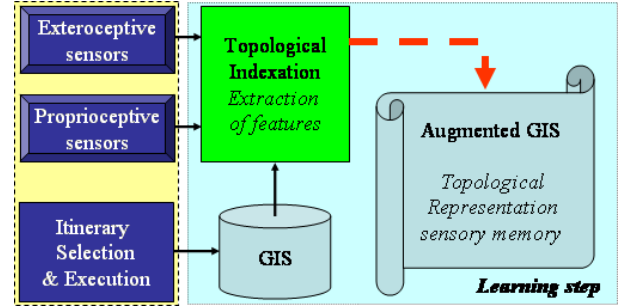 Exteroceptive
sensors
Proprioceptive
sensors
Itinerary
Selection
& Execution
Topological
Indexation
Extraction
of features
GIS
Augmented GIS
Topological
Representation
sensory memory
Learning step